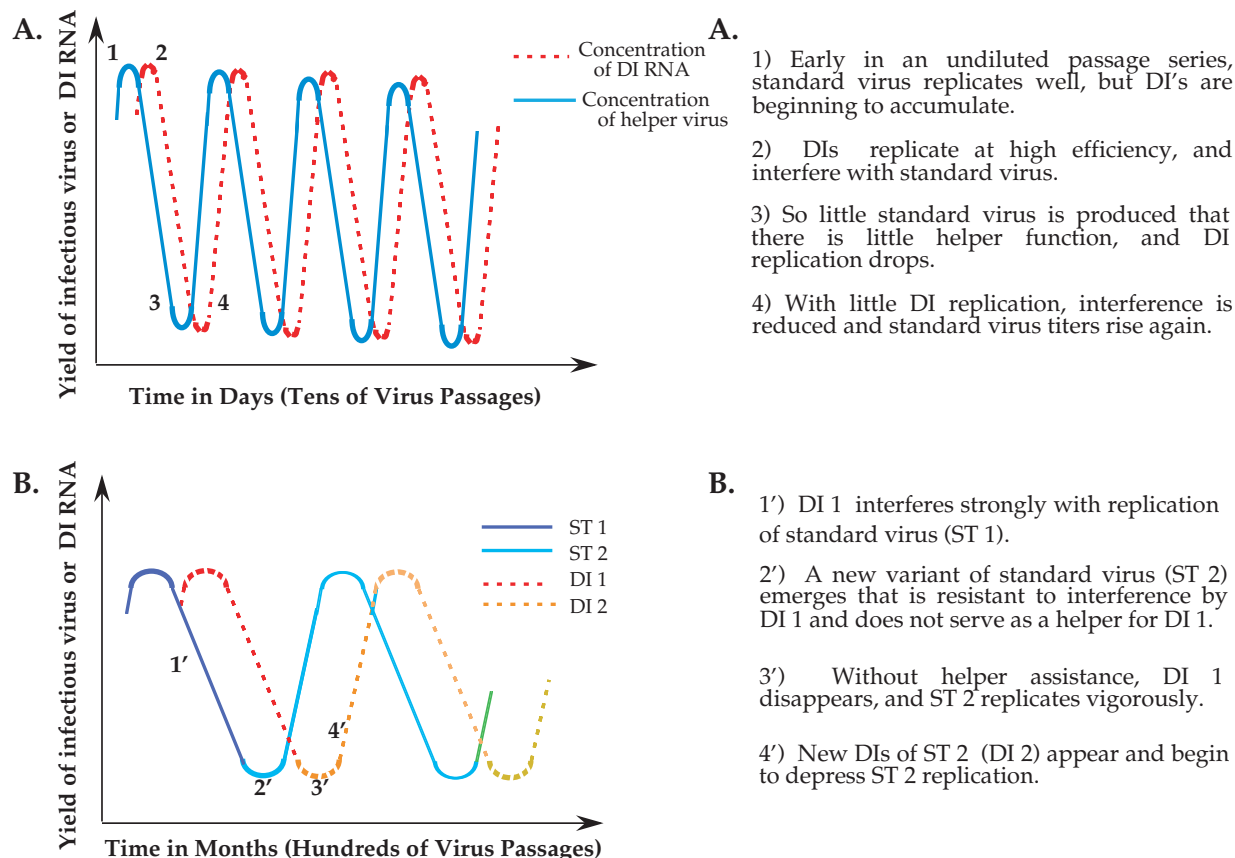 A.
Yield of infectious virus or DI RNA
1
2
3
4
Concentration
of DI RNA
Concentration
of helper virus
Time in Days (Tens of Virus Passages)
A.
1) Early in an undiluted passage series,
standard virus replicates well, but DI's are
beginning to accumulate.
2) DIs replicate at high efficiency, and
interfere with standard virus.
3) So little standard virus is produced that
there is little helper function, and DI
replication drops.
4) With little DI replication, interference is
reduced and standard virus titers rise again.
B.
Yield of infectious virus or DI RNA
ST 1
ST 2
DI 1
DI 2
1′
2′
3′
4′
Time in Months (Hundreds of Virus Passages)
B.
1′) DI 1 interferes strongly with replication
of standard virus (ST 1).
2′) A new variant of standard virus (ST 2)
emerges that is resistant to interference by
DI 1 and does not serve as a helper for DI 1.
3′) Without helper assistance, DI 1
disappears, and ST 2 replicates vigorously.
4′) New DIs of ST 2 (DI 2) appear and begin
to depress ST 2 replication.